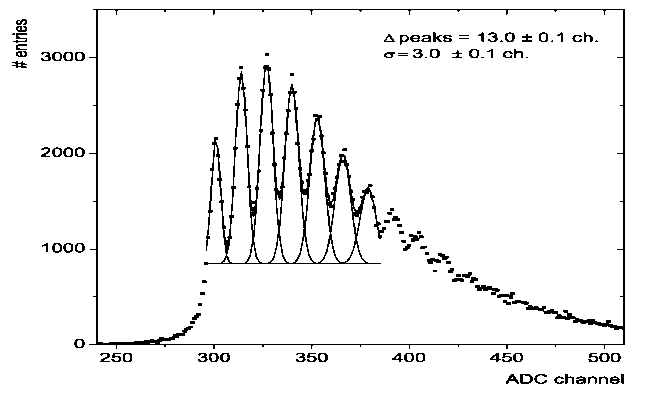 Δ peaks = 13.0 ± 0.1 ch.
σ=3.0 ± 0.1 ch.
# entries
3000
2000
1000
0
250 300 350 400 450 500
ADC channel